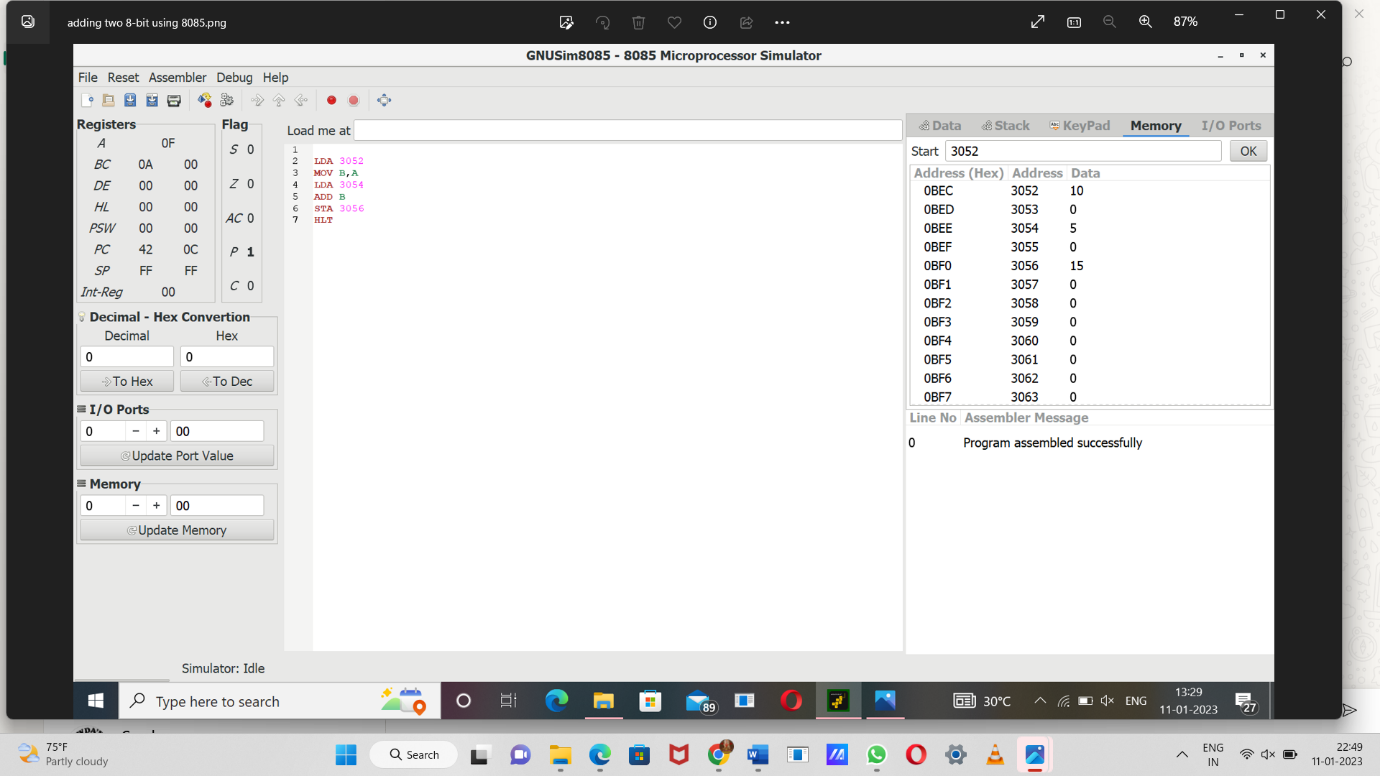 adding two 8-bit using 8085.png
87%
GNUSim8085 - 8085 Microprocessor Simulator
File Reset Assembler Debug Help
Registers
A 0F
BC 0A 00
DE 00 00
HL 00 00
PSW 00 00
PC 42 0C
SP FF FF
Int-Reg 00
Flag
S 0
Z 0
AC 0
P 1
C 0
Decimal - Hex Convertion
Decimal Hex
0 0
To Hex To Dec
I/O Ports
0 - + 00
Update Port Value
Memory
0 - + 00
Update Memory
Load me at
1
2 LDA 3052
3 MOV B,A
4 LDA 3054
5 ADD B
6 STA 3056
7 HLT
Data Stack KeyPad Memory I/O Ports
Start 3052 OK
Address (Hex) Address Data
0BEC 3052 10
0BED 3053 0
0BEE 3054 5
0BEF 3055 0
0BF0 3056 15
0BF1 3057 0
0BF2 3058 0
0BF3 3059 0
0BF4 3060 0
0BF5 3061 0
0BF6 3062 0
0BF7 3063 0
Line No Assembler Message
0 Program assembled successfully
Simulator: Idle
Type here to search
89
30°C
ENG
13:29
11-01-2023
27
75°F
Partly cloudy
Search
ENG
IN
22:49
11-01-2023